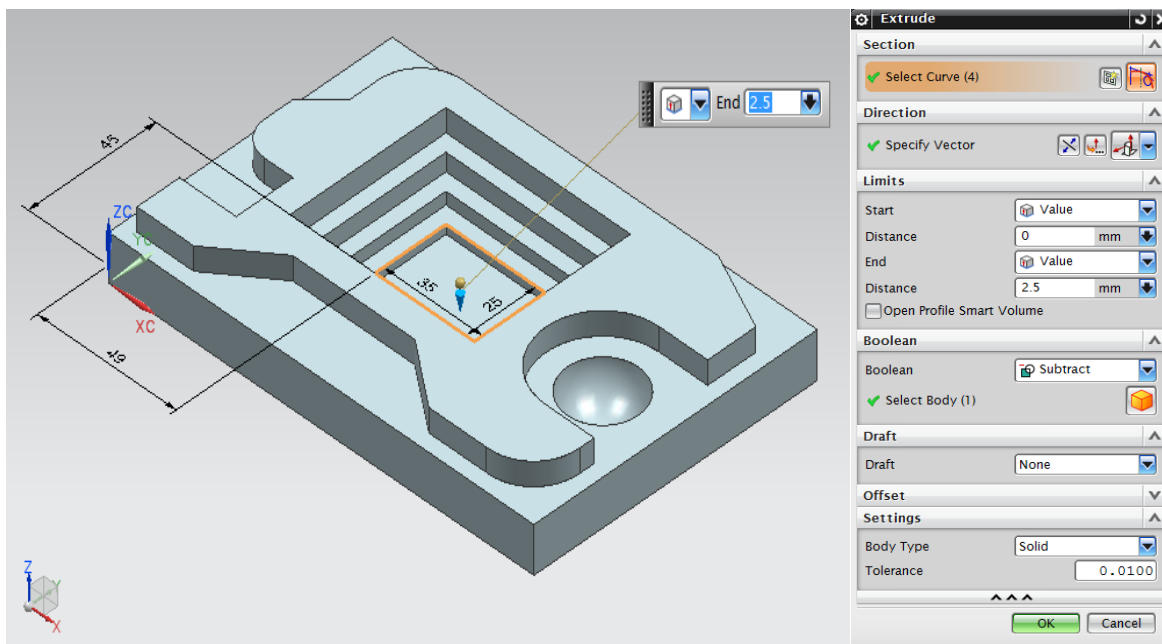 45
ZC
YC
XC
49
35
25
End 2.5
Z
Y
X
Extrude
Section
Select Curve (4)
Direction
Specify Vector
Limits
Start Value
Distance 0 mm
End Value
Distance 2.5 mm
Open Profile Smart Volume
Boolean
Boolean Subtract
Select Body (1)
Draft
Draft None
Offset
Settings
Body Type Solid
Tolerance 0.0100
OK Cancel